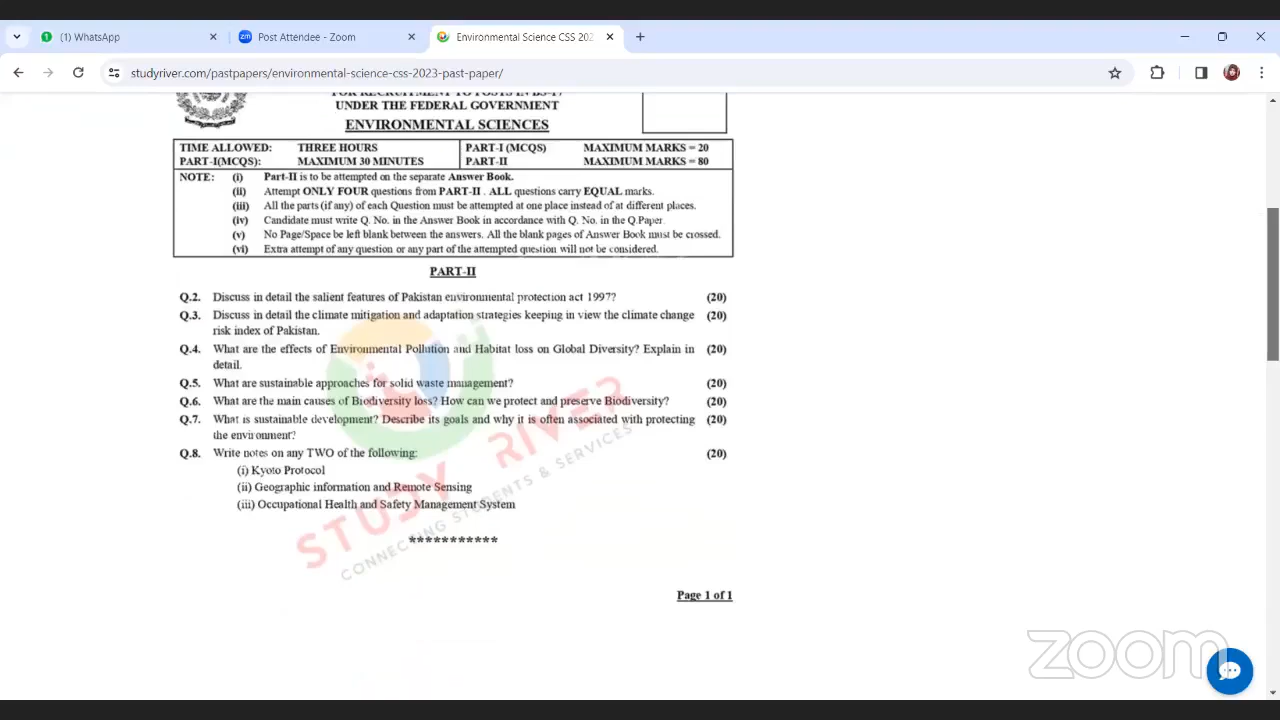 (1) WhatsApp
Post Attendee - Zoom
Environmental Science CSS 202
studyriver.com/pastpapers/environmental-science-css-2023-past-paper/
FOR RECRUITMENT TO POSTS IN BS-17
UNDER THE FEDERAL GOVERNMENT
ENVIRONMENTAL SCIENCES
TIME ALLOWED: THREE HOURS PART-I (MCQS) MAXIMUM MARKS = 20
PART-I(MCQS): MAXIMUM 30 MINUTES PART-II MAXIMUM MARKS = 80
NOTE: (i) Part-II is to be attempted on the separate Answer Book.
(ii) Attempt ONLY FOUR questions from PART-II . ALL questions carry EQUAL marks.
(iii) All the parts (if any) of each Question must be attempted at one place instead of at different places.
(iv) Candidate must write Q. No. in the Answer Book in accordance with Q. No. in the Q.Paper.
(v) No Page/Space be left blank between the answers. All the blank pages of Answer Book must be crossed.
(vi) Extra attempt of any question or any part of the attempted question will not be considered.
PART-II
Q.2. Discuss in detail the salient features of Pakistan environmental protection act 1997? (20)
Q.3. Discuss in detail the climate mitigation and adaptation strategies keeping in view the climate change (20)
risk index of Pakistan.
Q.4. What are the effects of Environmental Pollution and Habitat loss on Global Diversity? Explain in (20)
detail.
Q.5. What are sustainable approaches for solid waste management? (20)
Q.6. What are the main causes of Biodiversity loss? How can we protect and preserve Biodiversity? (20)
Q.7. What is sustainable development? Describe its goals and why it is often associated with protecting (20)
the environment?
Q.8. Write notes on any TWO of the following: (20)
(i) Kyoto Protocol
(ii) Geographic information and Remote Sensing
(iii) Occupational Health and Safety Management System
***********
STUDY RIVER
CONNECTING STUDENTS & SERVICES
Page 1 of 1
zoom